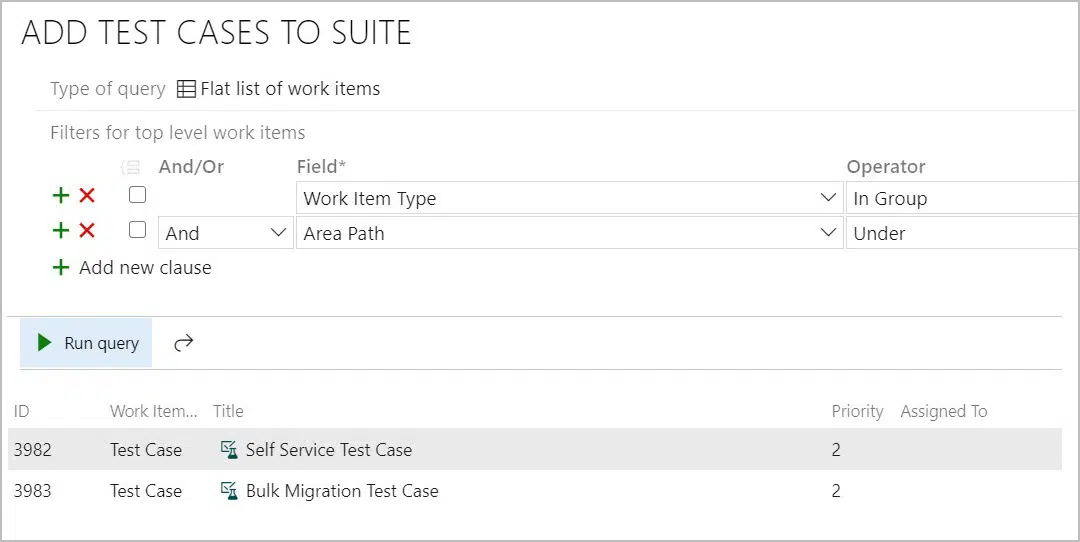 ADD TEST CASES TO SUITE
Type of query Flat list of work items
Filters for top level work items
And/Or Field* Operator
Work Item Type In Group
And Area Path Under
Add new clause
Run query
ID Work Item... Title Priority Assigned To
3982 Test Case Self Service Test Case 2
3983 Test Case Bulk Migration Test Case 2